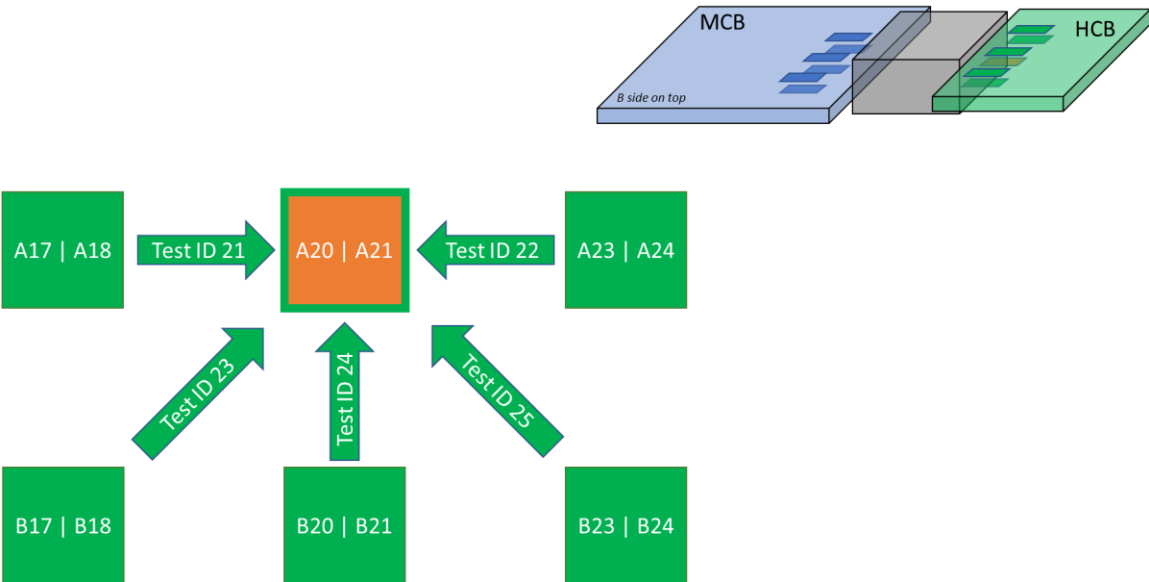 MCB
HCB
B side on top
A17 | A18
Test ID 21
A20 | A21
Test ID 22
A23 | A24
Test ID 23
Test ID 24
Test ID 25
B17 | B18
B20 | B21
B23 | B24